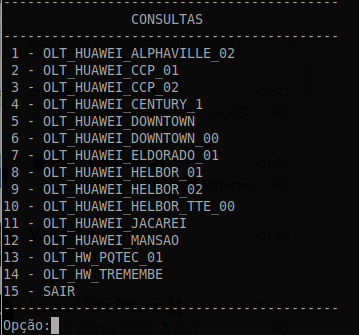 ---------------------------------------
CONSULTAS
---------------------------------------
1 - OLT_HUAWEI_ALPHAVILLE_02
2 - OLT_HUAWEI_CCP_01
3 - OLT_HUAWEI_CCP_02
4 - OLT_HUAWEI_CENTURY_1
5 - OLT_HUAWEI_DOWNTOWN
6 - OLT_HUAWEI_DOWNTOWN_00
7 - OLT_HUAWEI_ELDORADO_01
8 - OLT_HUAWEI_HELBOR_01
9 - OLT_HUAWEI_HELBOR_02
10 - OLT_HUAWEI_HELBOR_TTE_00
11 - OLT_HUAWEI_JACAREI
12 - OLT_HUAWEI_MANSAO
13 - OLT_HW_PQTEC_01
14 - OLT_HW_TREMEMBE
15 - SAIR
---------------------------------------
Opção: